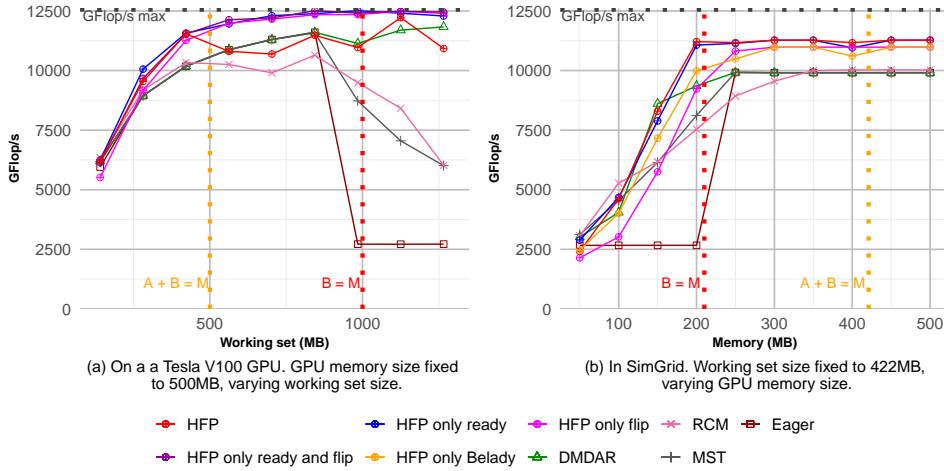 GFlop/s max
12500
10000
7500
5000
2500
0
GFlop/s
A + B = M
B = M
500
1000
Working set (MB)
(a) On a a Tesla V100 GPU. GPU memory size fixed
to 500MB, varying working set size.
GFlop/s max
12500
10000
7500
5000
2500
0
GFlop/s
B = M
A + B = M
100
200
300
400
500
Memory (MB)
(b) In SimGrid. Working set size fixed to 422MB,
varying GPU memory size.
HFP
HFP only ready
HFP only flip
RCM
Eager
HFP only ready and flip
HFP only Belady
DMDAR
MST